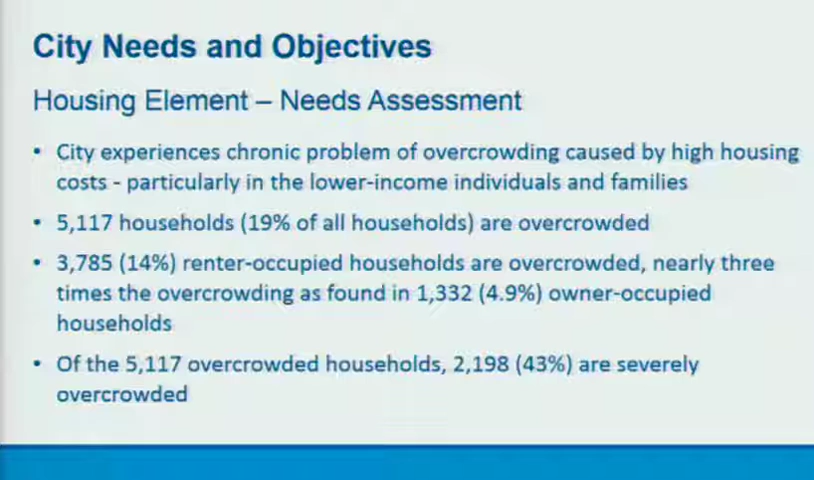 City Needs and Objectives
Housing Element – Needs Assessment
• City experiences chronic problem of overcrowding caused by high housing
costs - particularly in the lower-income individuals and families
• 5,117 households (19% of all households) are overcrowded
• 3,785 (14%) renter-occupied households are overcrowded, nearly three
times the overcrowding as found in 1,332 (4.9%) owner-occupied
households
• Of the 5,117 overcrowded households, 2,198 (43%) are severely
overcrowded